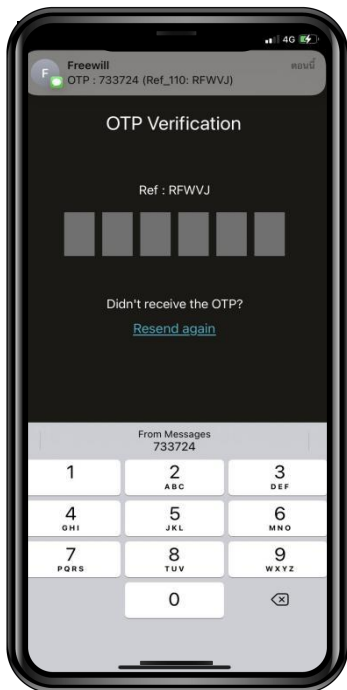 4G
F Freewill ตอนนี้
OTP : 733724 (Ref_110: RFWVJ)
OTP Verification
Ref : RFWVJ
Didn't receive the OTP?
Resend again
From Messages
733724
1 2 3
ABC DEF
4 5 6
GHI JKL MNO
7 8 9
PQRS TUV WXYZ
0